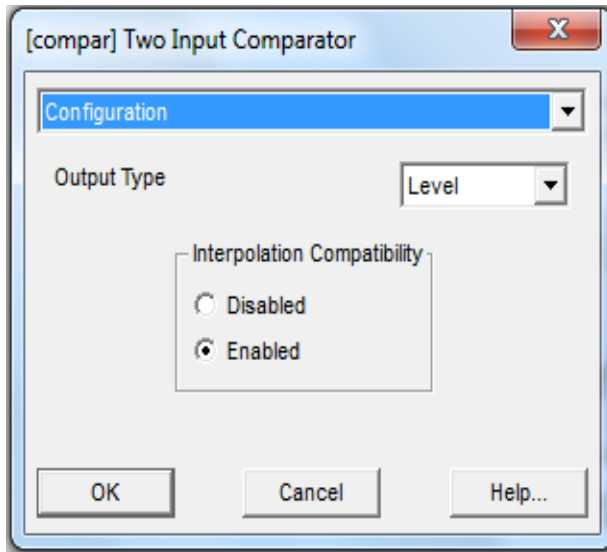 [compar] Two Input Comparator
X
Configuration
Output Type
Level
Interpolation Compatibility
Disabled
Enabled
OK
Cancel
Help...